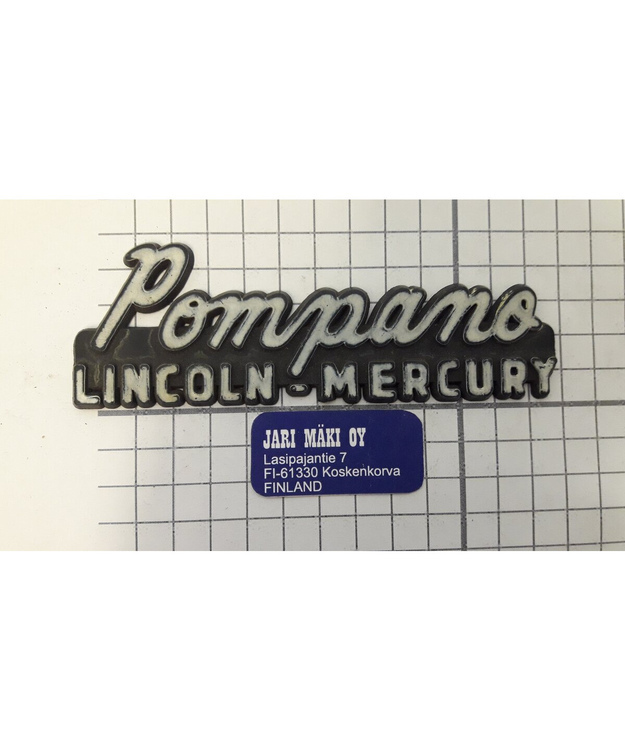 Pompano
LINCOLN-MERCURY
JARI MÄKI OY
Lasipajantie 7
FI-61330 Koskenkorva
FINLAND